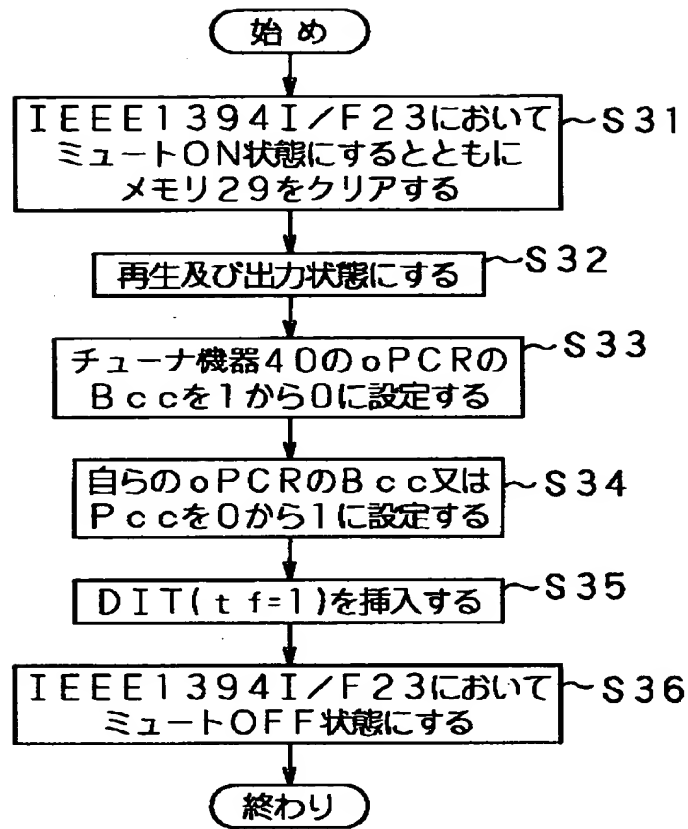 始め
IEEE1394I/F23において
ミュートON状態にするとともに
メモリ29をクリアする
S31
再生及び出力状態にする
S32
チューナ機器40のoPCRの
Bccを1から0に設定する
S33
自らのoPCRのBcc又は
Pccを0から1に設定する
S34
DIT(tf=1)を挿入する
S35
IEEE1394I/F23において
ミュートOFF状態にする
S36
終わり